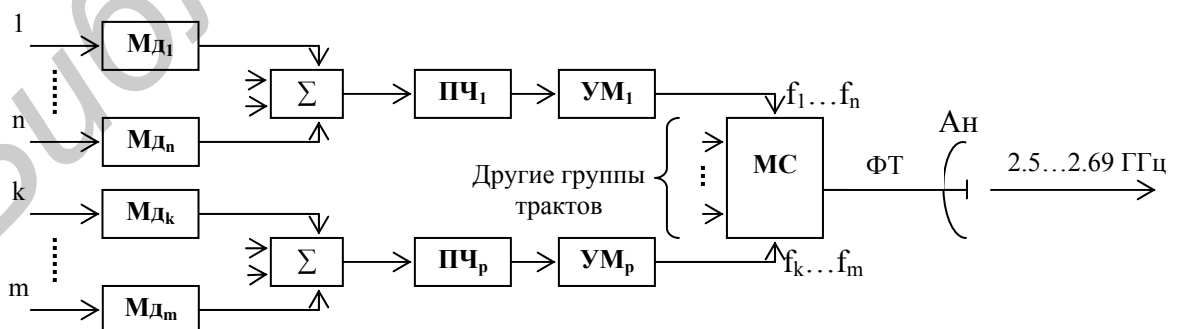 1
Мд₁
n
Мдₙ
∑
ПЧ₁
УМ₁
f₁…fₙ
Другие группы
трактов
МС
ФТ
Ан
2.5…2.69 ГГц
k
Мдₖ
m
Мдₘ
∑
ПЧₚ
УМₚ
fₖ…fₘ